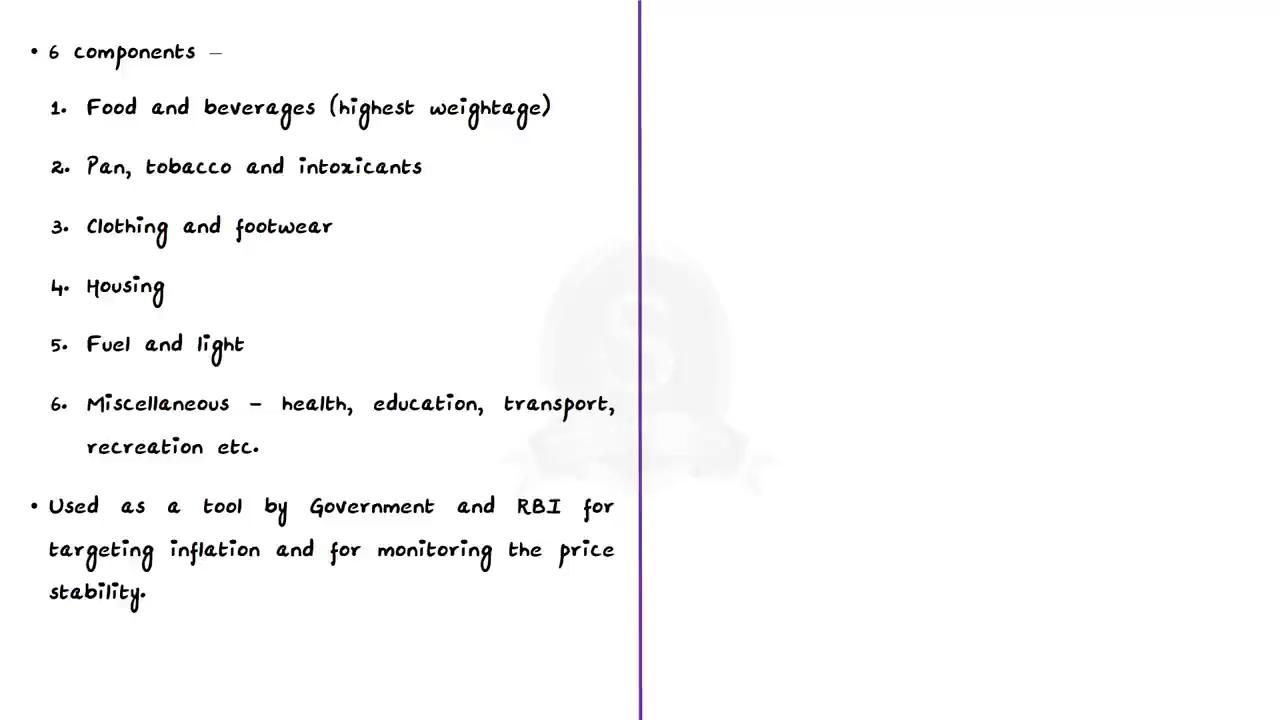 • 6 components –
1. Food and beverages (highest weightage)
2. Pan, tobacco and intoxicants
3. Clothing and footwear
4. Housing
5. Fuel and light
6. Miscellaneous – health, education, transport,
recreation etc.
• Used as a tool by Government and RBI for
targeting inflation and for monitoring the price
stability.